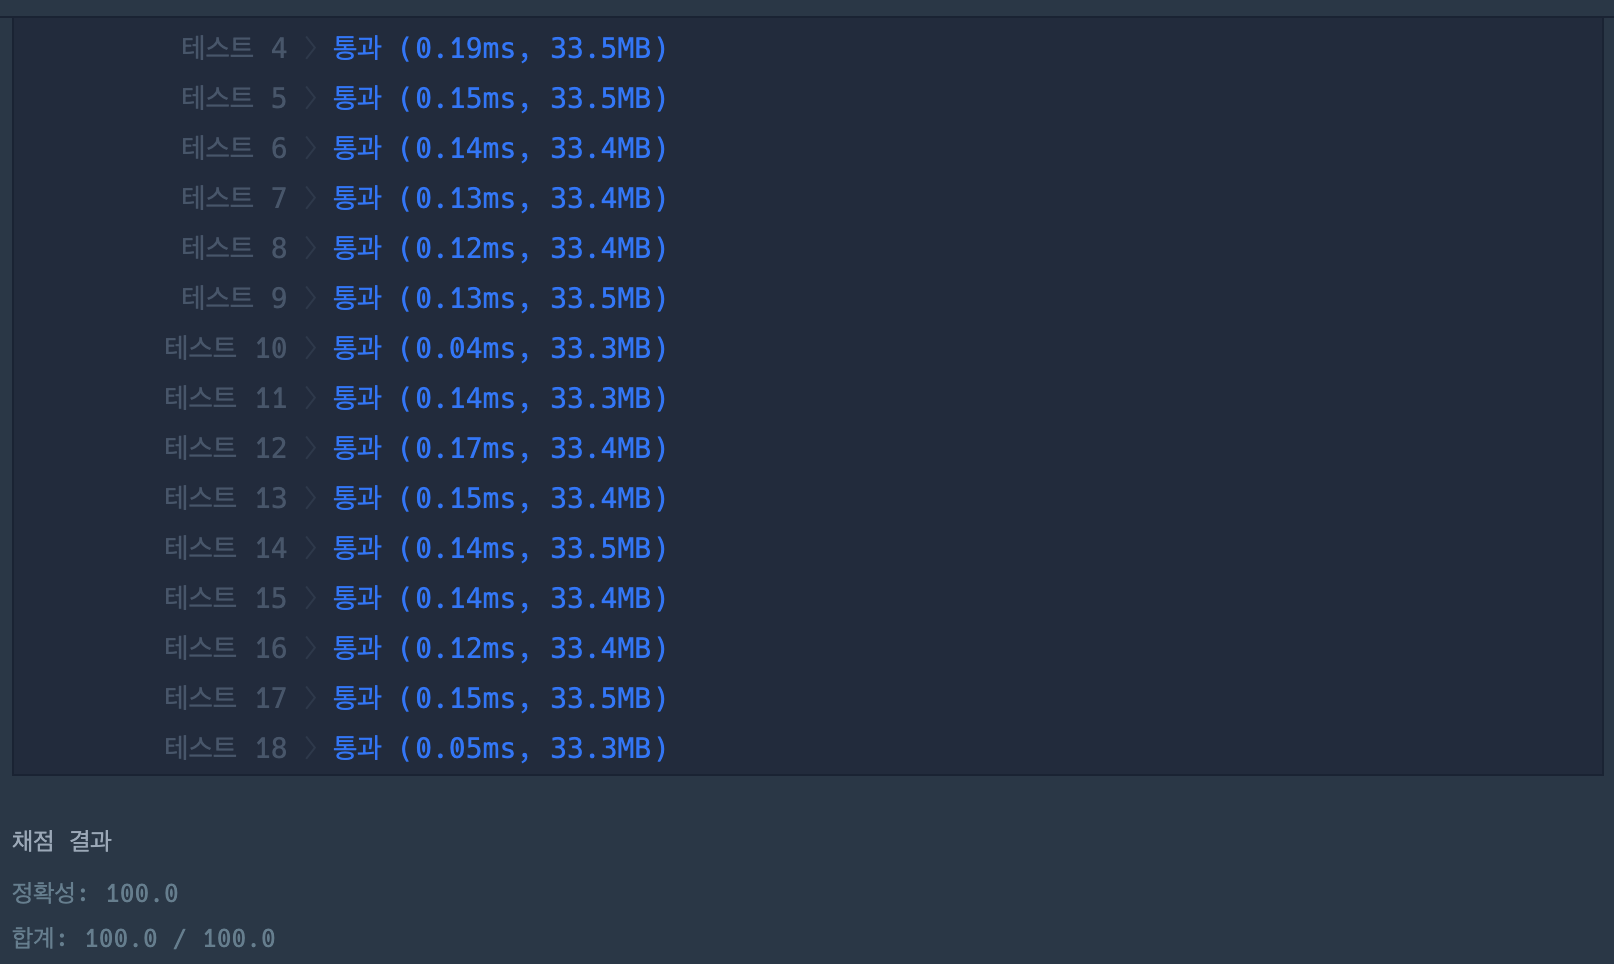 테스트 4 〉 통과 (0.19ms, 33.5MB)
테스트 5 〉 통과 (0.15ms, 33.5MB)
테스트 6 〉 통과 (0.14ms, 33.4MB)
테스트 7 〉 통과 (0.13ms, 33.4MB)
테스트 8 〉 통과 (0.12ms, 33.4MB)
테스트 9 〉 통과 (0.13ms, 33.5MB)
테스트 10 〉 통과 (0.04ms, 33.3MB)
테스트 11 〉 통과 (0.14ms, 33.3MB)
테스트 12 〉 통과 (0.17ms, 33.4MB)
테스트 13 〉 통과 (0.15ms, 33.4MB)
테스트 14 〉 통과 (0.14ms, 33.5MB)
테스트 15 〉 통과 (0.14ms, 33.4MB)
테스트 16 〉 통과 (0.12ms, 33.4MB)
테스트 17 〉 통과 (0.15ms, 33.5MB)
테스트 18 〉 통과 (0.05ms, 33.3MB)
채점 결과
정확성: 100.0
합계: 100.0 / 100.0